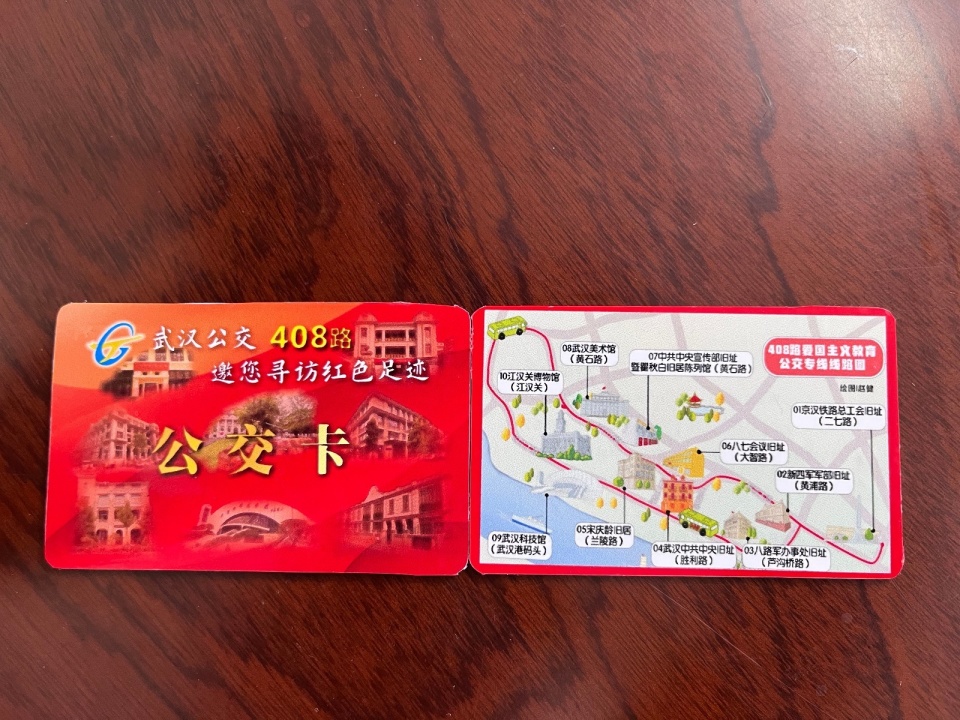 武汉公交 408路
邀您寻访红色足迹
公交卡
408路爱国主义教育
公交专线线路图
绘图|赵健
08武汉美术馆
(黄石路)
07中共中央宣传部旧址
暨瞿秋白旧居陈列馆(黄石路)
10江汉关博物馆
(江汉关)
01京汉铁路总工会旧址
(二七路)
06八七会议旧址
(大智路)
02新四军军部旧址
(黄浦路)
09武汉科技馆
(武汉港码头)
05宋庆龄旧居
(兰陵路)
04武汉中共中央旧址
(胜利路)
03八路军办事处旧址
(芦沟桥路)